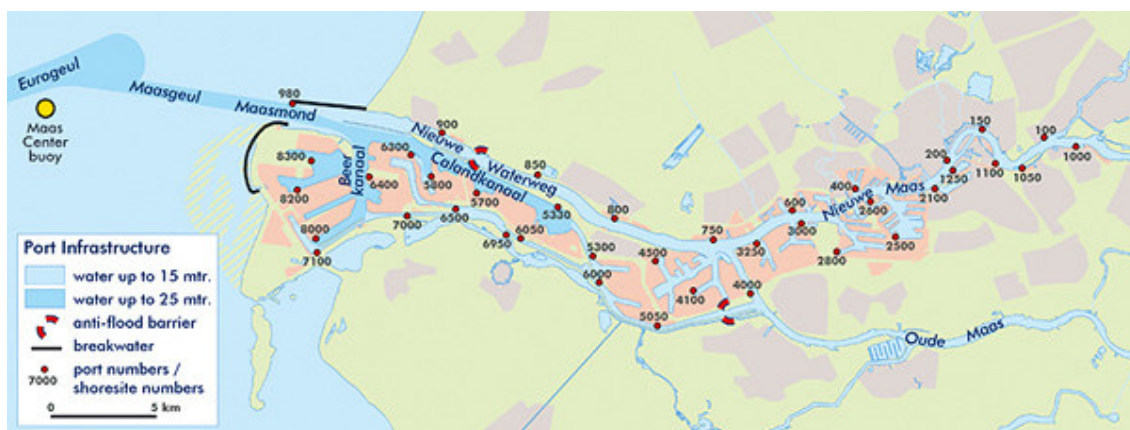 Eurogeul
Maas
Center
buoy
Maasgeul
Maasmond
980
900
Nieuwe
Waterweg
850
Calandkanaal
Beer
kanaal
6300
8300
6400
5800
5700
8200
6500
7000
5330
800
8000
7100
6950
6050
5300
6000
4500
750
600
3000
3250
4100
4000
5050
400
Nieuwe
Maas
2600
2500
2800
200
1250
2100
150
1100
1050
100
1000
Oude
Maas
Port Infrastructure
water up to 15 mtr.
water up to 25 mtr.
anti-flood barrier
breakwater
7000
port numbers /
shoresite numbers
0
5 km